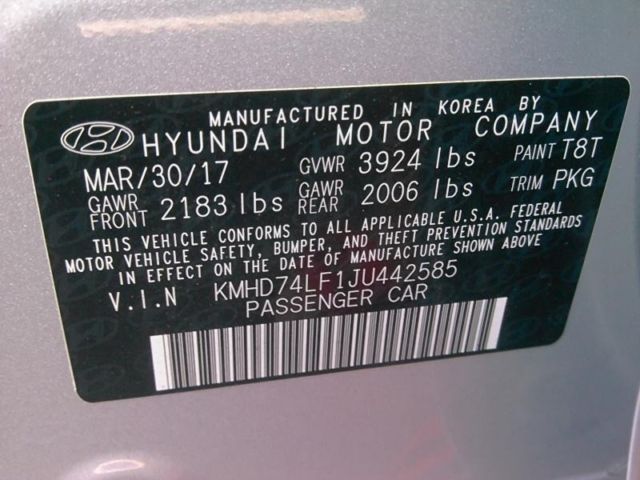 MANUFACTURED IN KOREA BY
HYUNDAI MOTOR COMPANY
MAR/30/17 GVWR 3924 lbs PAINT T8T
GAWR FRONT 2183 lbs GAWR REAR 2006 lbs TRIM PKG
THIS VEHICLE CONFORMS TO ALL APPLICABLE U.S.A. FEDERAL
MOTOR VEHICLE SAFETY, BUMPER, AND THEFT PREVENTION STANDARDS
IN EFFECT ON THE DATE OF MANUFACTURE SHOWN ABOVE
V.I.N KMHD74LF1JU442585
PASSENGER CAR